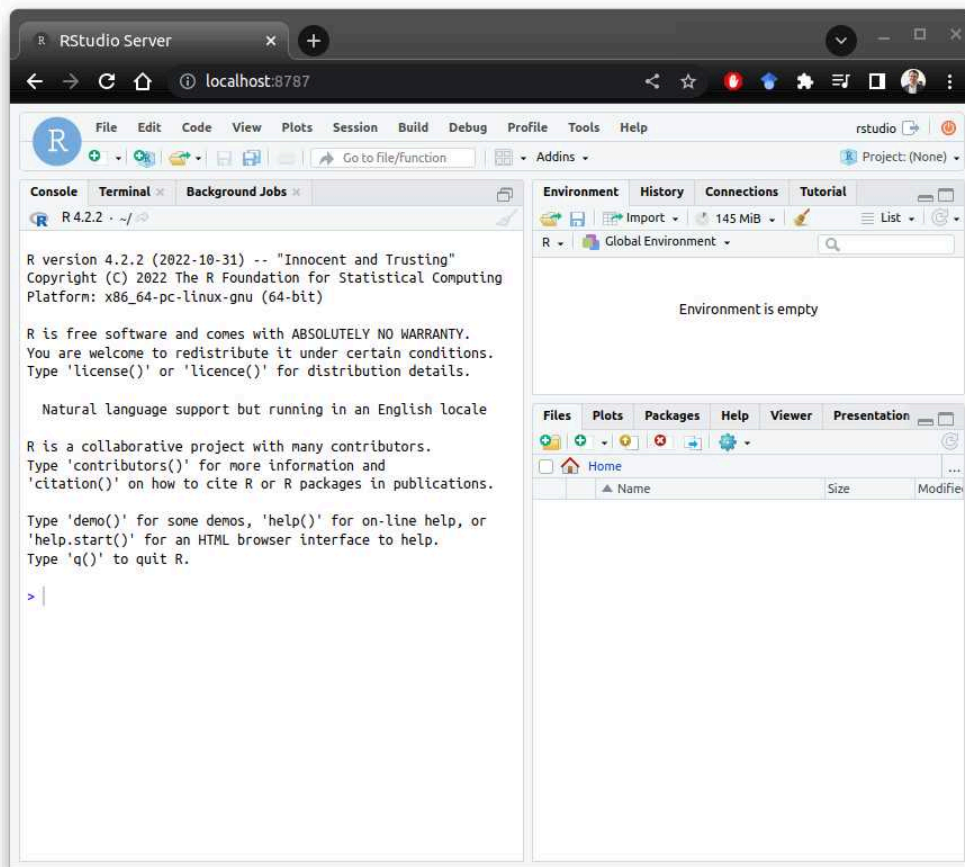 R RStudio Server
localhost:8787
R
File Edit Code View Plots Session Build Debug Profile Tools Help
rstudio
Go to file/function
Addins
Project: (None)
Console Terminal Background Jobs
R 4.2.2 · ~/
R version 4.2.2 (2022-10-31) -- "Innocent and Trusting"
Copyright (C) 2022 The R Foundation for Statistical Computing
Platform: x86_64-pc-linux-gnu (64-bit)
R is free software and comes with ABSOLUTELY NO WARRANTY.
You are welcome to redistribute it under certain conditions.
Type 'license()' or 'licence()' for distribution details.
Natural language support but running in an English locale
R is a collaborative project with many contributors.
Type 'contributors()' for more information and
'citation()' on how to cite R or R packages in publications.
Type 'demo()' for some demos, 'help()' for on-line help, or
'help.start()' for an HTML browser interface to help.
Type 'q()' to quit R.
>
Environment History Connections Tutorial
Import 145 MiB List
R Global Environment
Environment is empty
Files Plots Packages Help Viewer Presentation
Home ...
Name Size Modifie